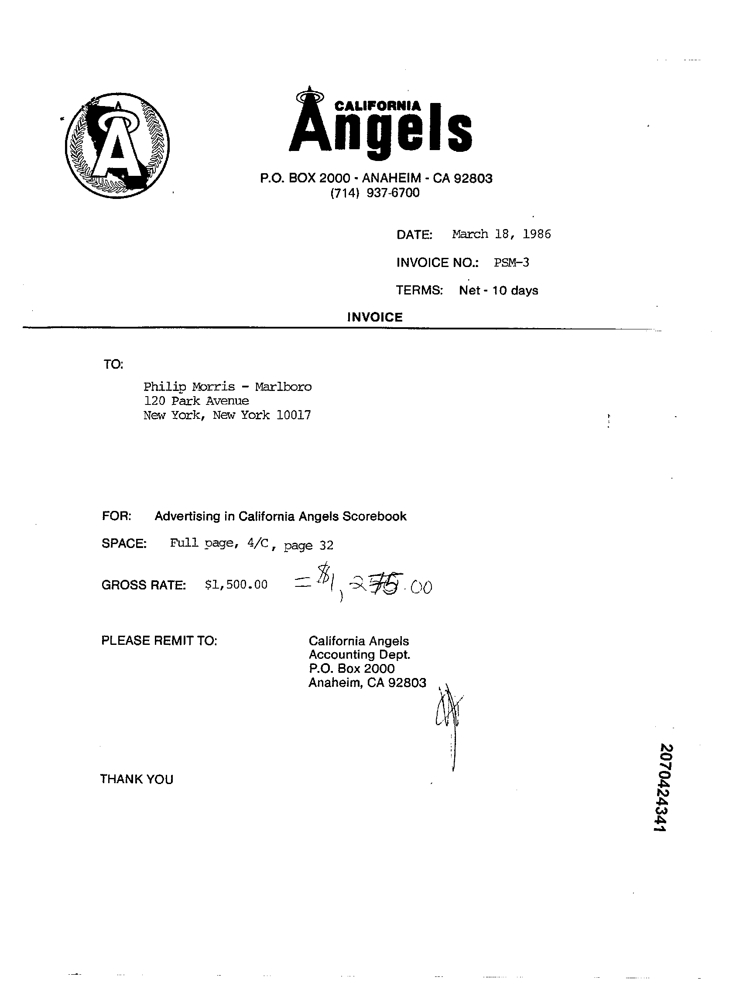 A
CALIFORNIA
Angels
P.O. BOX 2000 - ANAHEIM - CA 92803
(714) 937-6700
DATE: March 18, 1986
INVOICE NO.: PSM-3
TERMS: Net - 10 days
INVOICE
TO:
Philip Morris - Marlboro
120 Park Avenue
New York, New York 10017
FOR: Advertising in California Angels Scorebook
SPACE: Full page, 4/C, page 32
GROSS RATE: $1,500.00 = $1,275.00
PLEASE REMIT TO: California Angels
Accounting Dept.
P.O. Box 2000
Anaheim, CA 92803
THANK YOU
2070424341